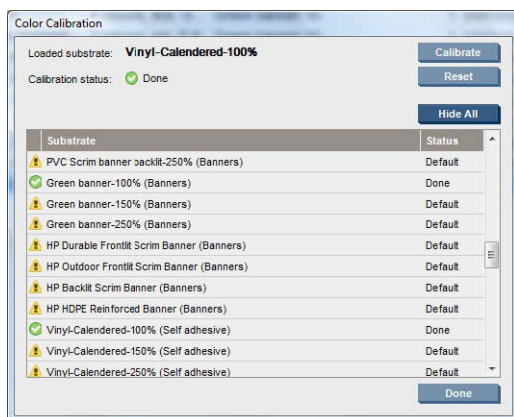 Color Calibration
Loaded substrate: Vinyl-Calendered-100% Calibrate
Calibration status: Done Reset
Hide All
Substrate Status
PVC Scrim banner backlit-250% (Banners) Default
Green banner-100% (Banners) Done
Green banner-150% (Banners) Default
Green banner-250% (Banners) Default
HP Durable Frontlit Scrim Banner (Banners) Default
HP Outdoor Frontlit Scrim Banner (Banners) Default
HP Backlit Scrim Banner (Banners) Default
HP HDPE Reinforced Banner (Banners) Default
Vinyl-Calendered-100% (Self adhesive) Done
Vinyl-Calendered-150% (Self adhesive) Default
Vinyl-Calendered-250% (Self adhesive) Default
Done